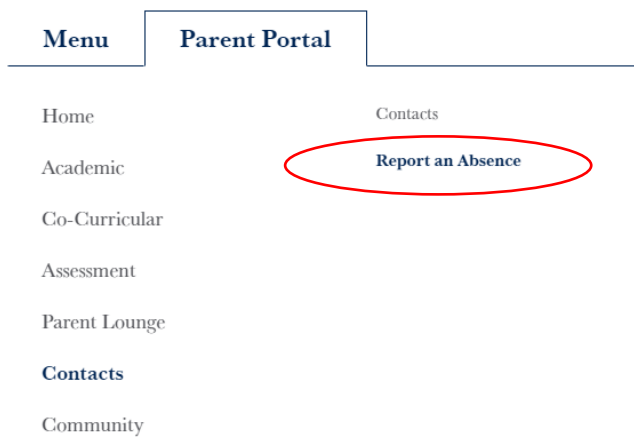 Menu
Parent Portal
Home
Academic
Co-Curricular
Assessment
Parent Lounge
Contacts
Community
Contacts
Report an Absence